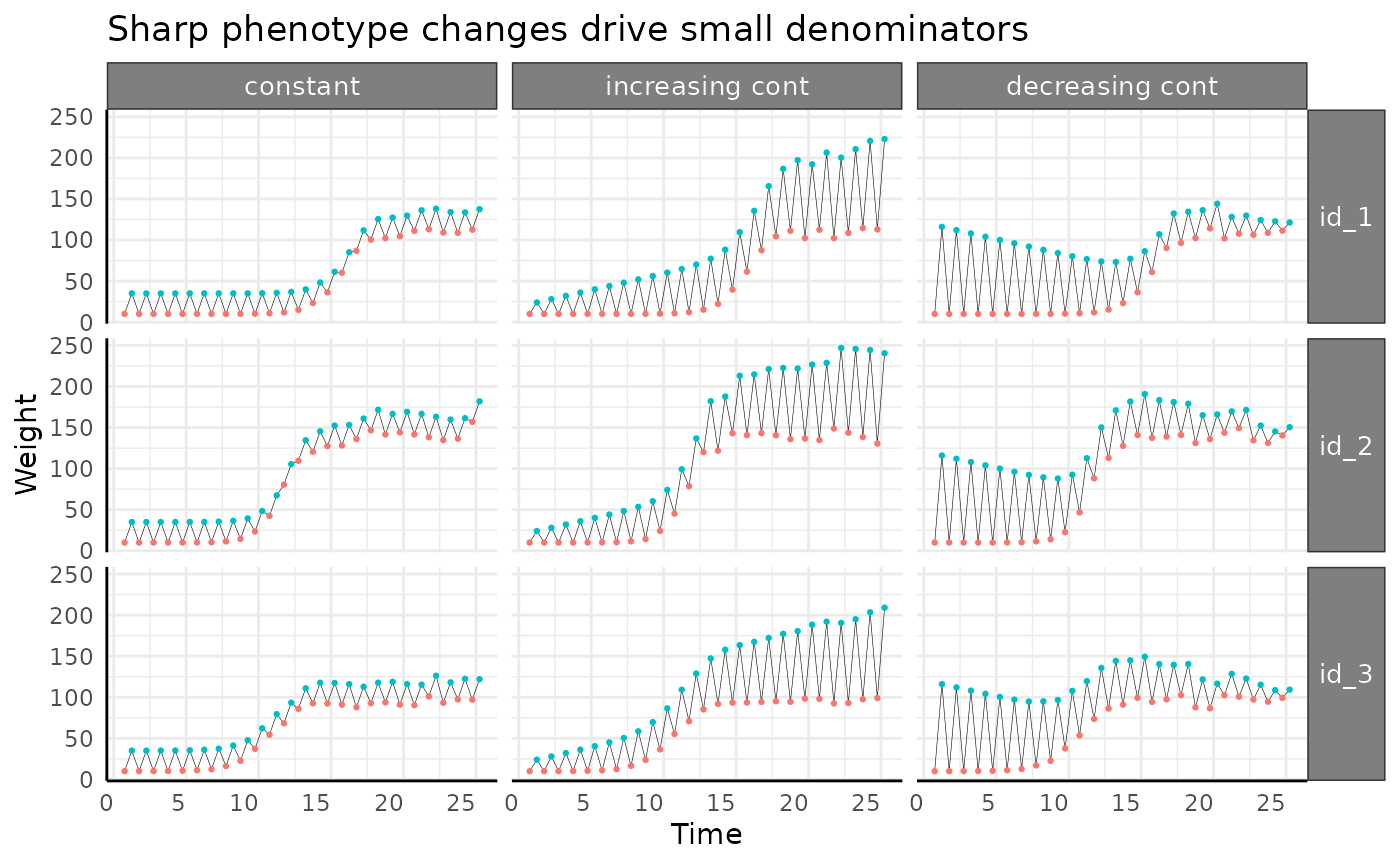 Sharp phenotype changes drive small denominators
constant
increasing cont
decreasing cont
250
200
150
100
50
0
id_1
250
200
150
100
50
0
id_2
250
200
150
100
50
0
id_3
Weight
0 5 10 15 20 25
0 5 10 15 20 25
0 5 10 15 20 25
Time